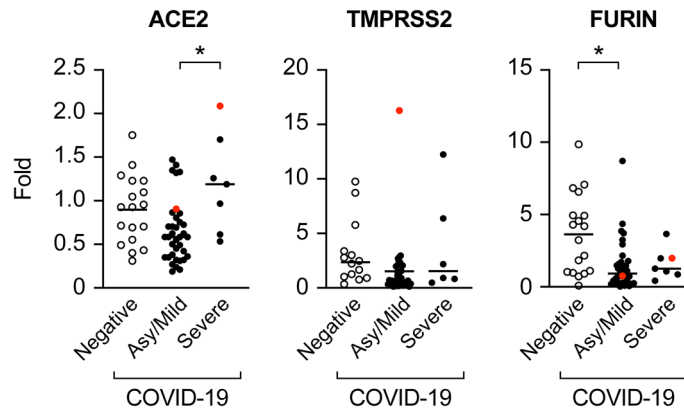 ACE2
TMPRSS2
FURIN
*
*
2.5
2.0
1.5
1.0
0.5
0
20
15
10
5
0
15
10
5
0
Fold
Negative
Asy/Mild
Severe
Negative
Asy/Mild
Severe
Negative
Asy/Mild
Severe
COVID-19
COVID-19
COVID-19